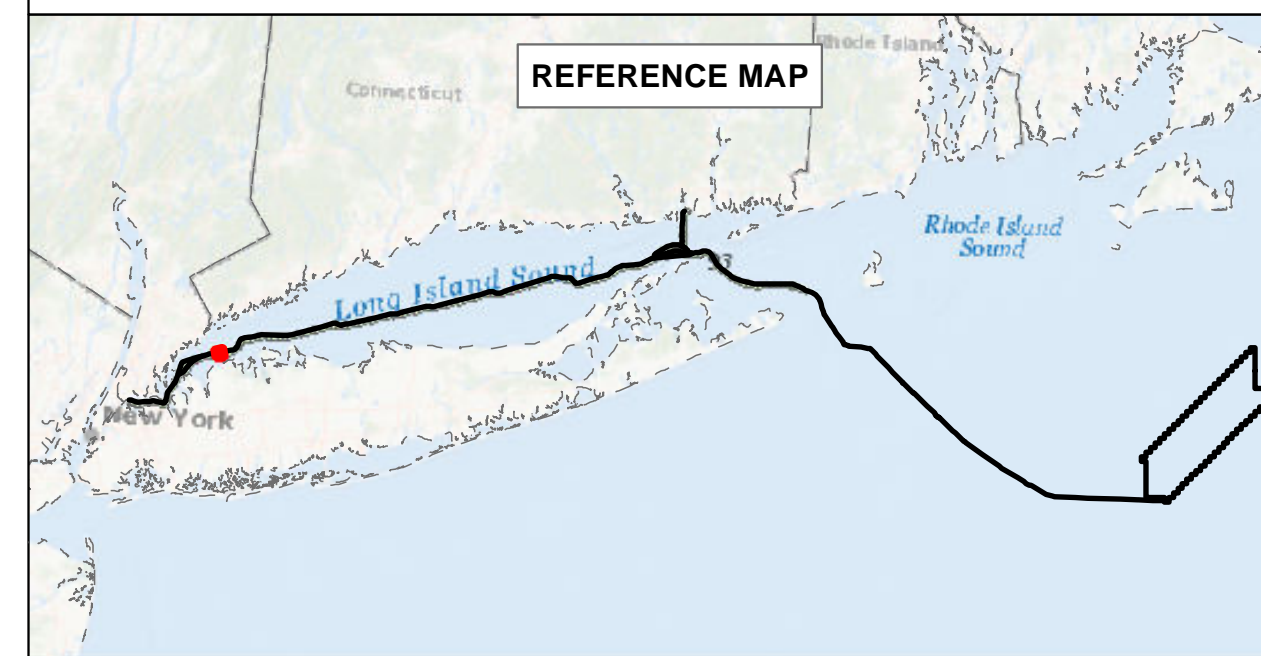 REFERENCE MAP
Rhode Island
Connecticut
Rhode Island
Sound
Long Island Sound
New York